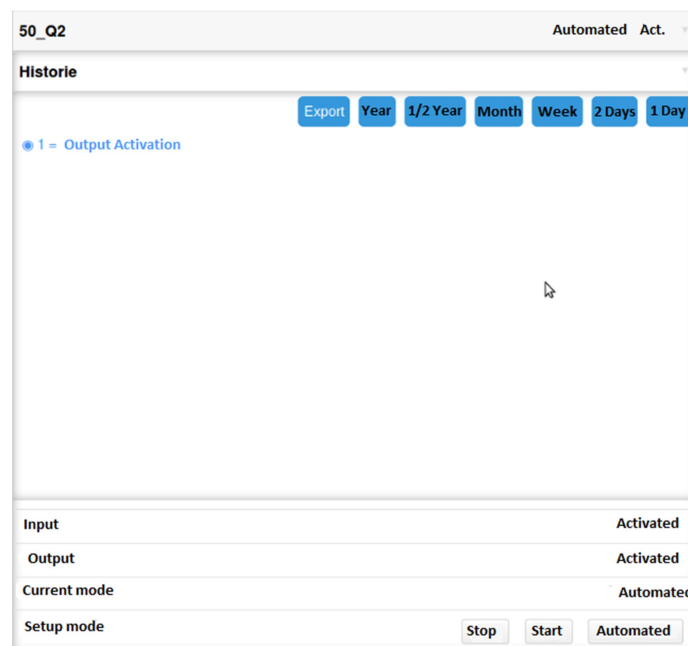 50_Q2 Automated Act.
Historie
Export Year 1/2 Year Month Week 2 Days 1 Day
1 = Output Activation
Input Activated
Output Activated
Current mode Automated
Setup mode Stop Start Automated